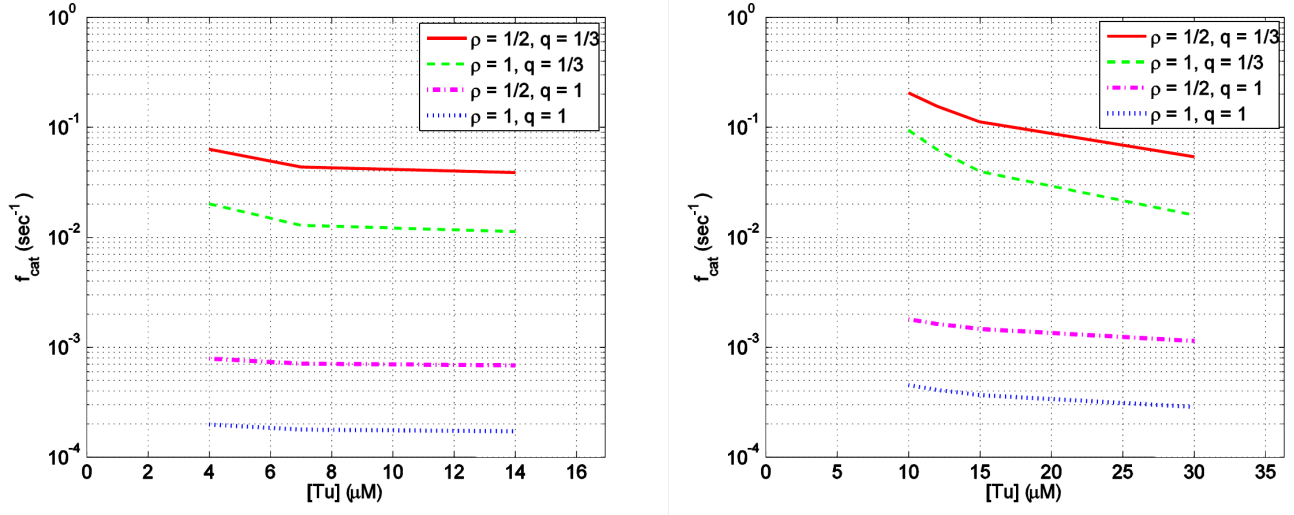 10^0
10^-1
10^-2
10^-3
10^-4
f_cat (sec^-1)
0 2 4 6 8 10 12 14 16
[Tu] (μM)
ρ = 1/2, q = 1/3
ρ = 1, q = 1/3
ρ = 1/2, q = 1
ρ = 1, q = 1
10^0
10^-1
10^-2
10^-3
10^-4
f_cat (sec^-1)
0 5 10 15 20 25 30 35
[Tu] (μM)
ρ = 1/2, q = 1/3
ρ = 1, q = 1/3
ρ = 1/2, q = 1
ρ = 1, q = 1